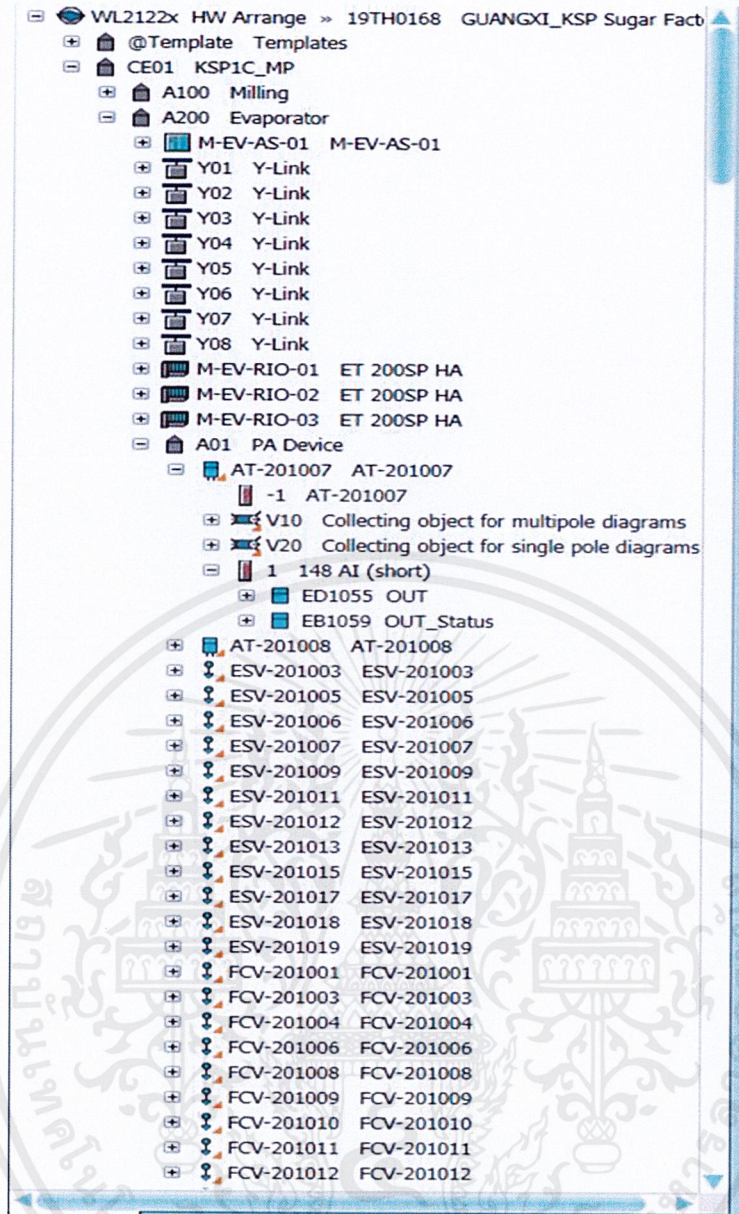 WL2122x HW Arrange » 19TH0168 GUANGXI_KSP Sugar Facto
@Template Templates
CE01 KSP1C_MP
A100 Milling
A200 Evaporator
M-EV-AS-01 M-EV-AS-01
Y01 Y-Link
Y02 Y-Link
Y03 Y-Link
Y04 Y-Link
Y05 Y-Link
Y06 Y-Link
Y07 Y-Link
Y08 Y-Link
M-EV-RIO-01 ET 200SP HA
M-EV-RIO-02 ET 200SP HA
M-EV-RIO-03 ET 200SP HA
A01 PA Device
AT-201007 AT-201007
-1 AT-201007
V10 Collecting object for multipole diagrams
V20 Collecting object for single pole diagrams
1 148 AI (short)
ED1055 OUT
EB1059 OUT_Status
AT-201008 AT-201008
ESV-201003 ESV-201003
ESV-201005 ESV-201005
ESV-201006 ESV-201006
ESV-201007 ESV-201007
ESV-201009 ESV-201009
ESV-201011 ESV-201011
ESV-201012 ESV-201012
ESV-201013 ESV-201013
ESV-201015 ESV-201015
ESV-201017 ESV-201017
ESV-201018 ESV-201018
ESV-201019 ESV-201019
FCV-201001 FCV-201001
FCV-201003 FCV-201003
FCV-201004 FCV-201004
FCV-201006 FCV-201006
FCV-201008 FCV-201008
FCV-201009 FCV-201009
FCV-201010 FCV-201010
FCV-201011 FCV-201011
FCV-201012 FCV-201012